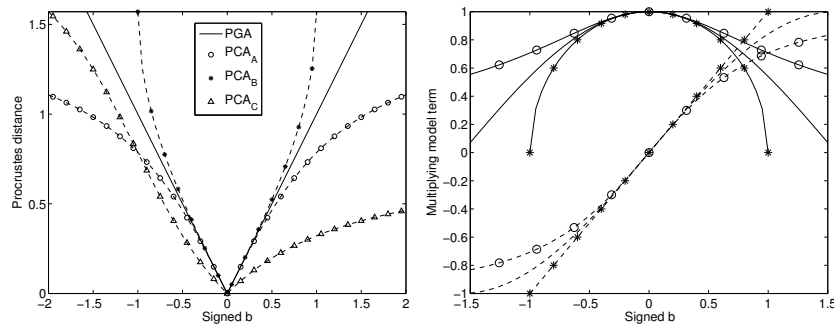 PGA
PCA_A
PCA_B
PCA_C
Procrustes distance
1.5
1
0.5
0
−2 −1.5 −1.0 −0.5 0 0.5 1 1.5 2
Signed b
Multiplying model term
1
0.8
0.6
0.4
0.2
0
−0.2
−0.4
−0.6
−0.8
−1
−1.5 −1 −0.5 0 0.5 1 1.5
Signed b